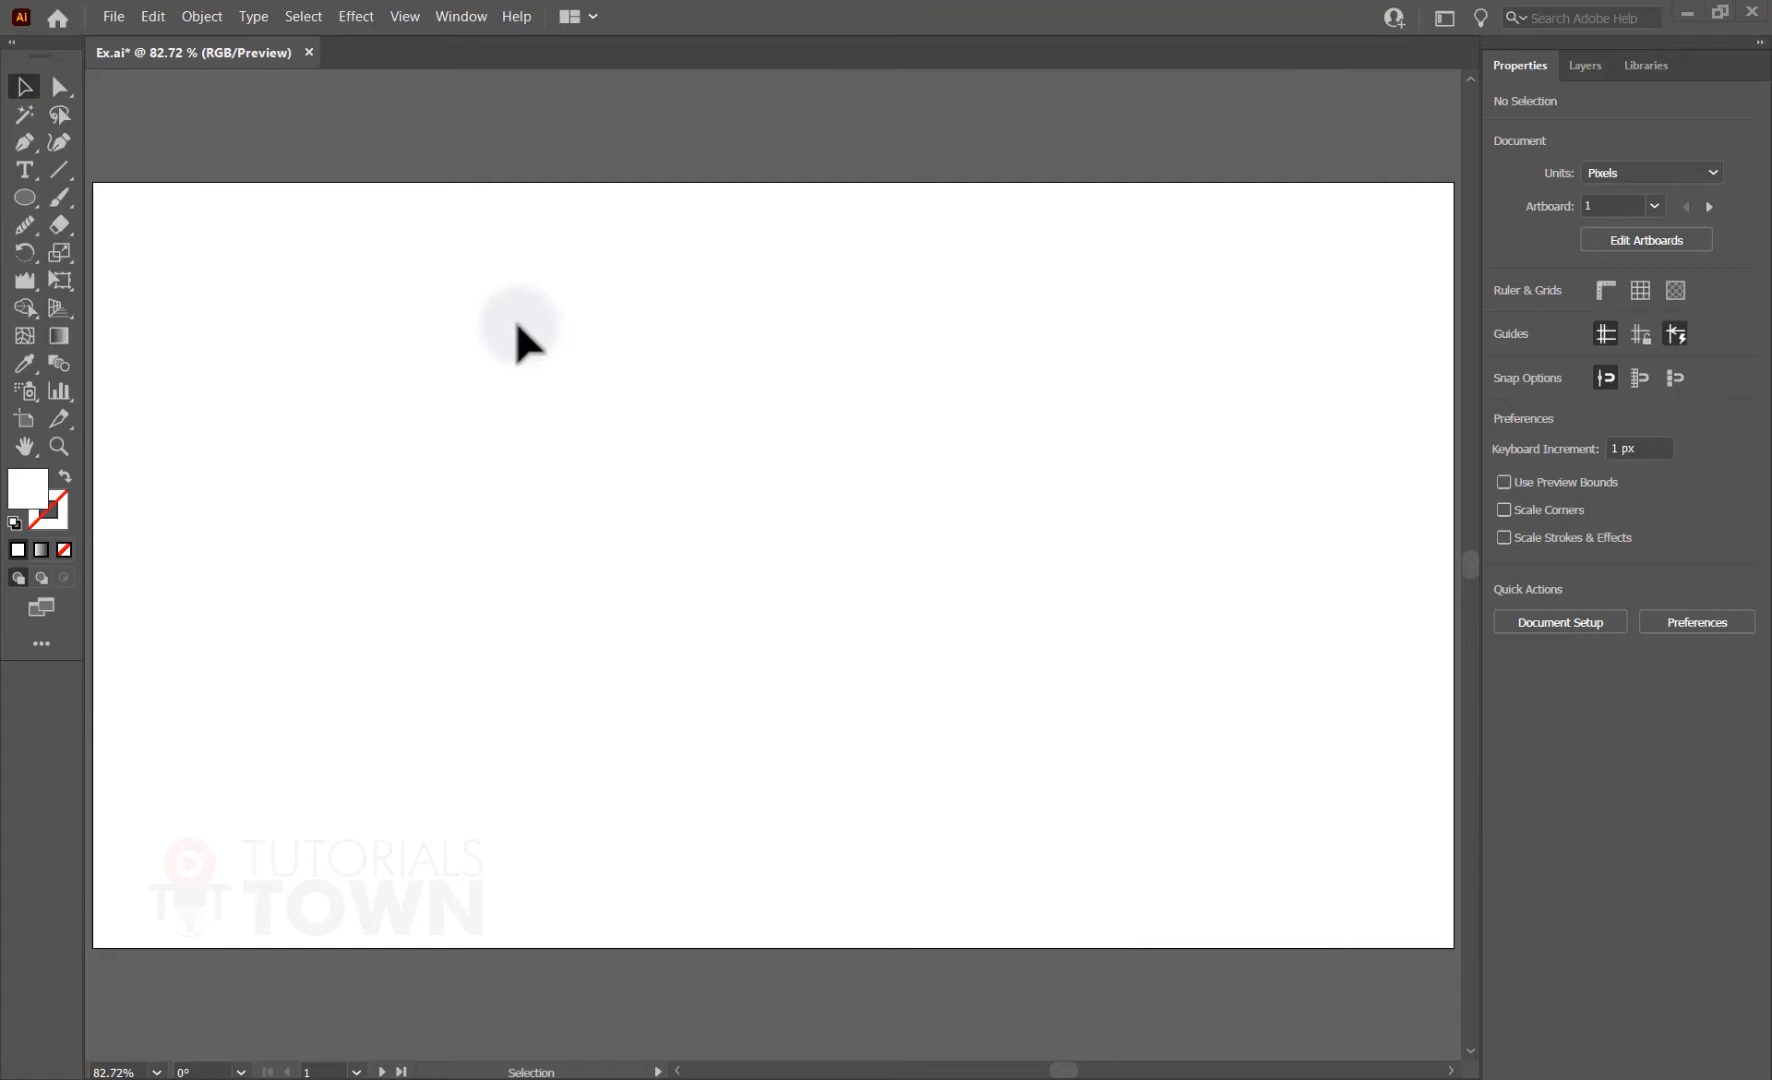 Ai
File Edit Object Type Select Effect View Window Help
Search Adobe Help
Ex.ai* @ 82.72 % (RGB/Preview)
Properties Layers Libraries
No Selection
Document
Units: Pixels
Artboard: 1
Edit Artboards
Ruler & Grids
Guides
Snap Options
Preferences
Keyboard Increment: 1 px
Use Preview Bounds
Scale Corners
Scale Strokes & Effects
Quick Actions
Document Setup Preferences
TUTORIALS
TOWN
82.72% 0° 1 Selection